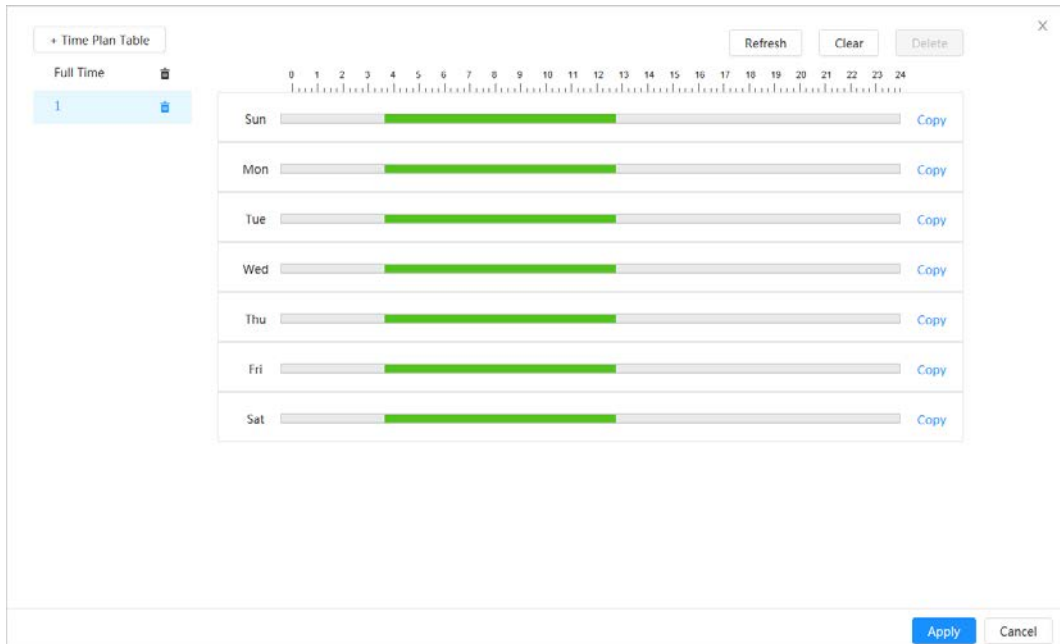 X
+ Time Plan Table
Refresh Clear Delete
Full Time
0 1 2 3 4 5 6 7 8 9 10 11 12 13 14 15 16 17 18 19 20 21 22 23 24
1
Sun Copy
Mon Copy
Tue Copy
Wed Copy
Thu Copy
Fri Copy
Sat Copy
Apply Cancel